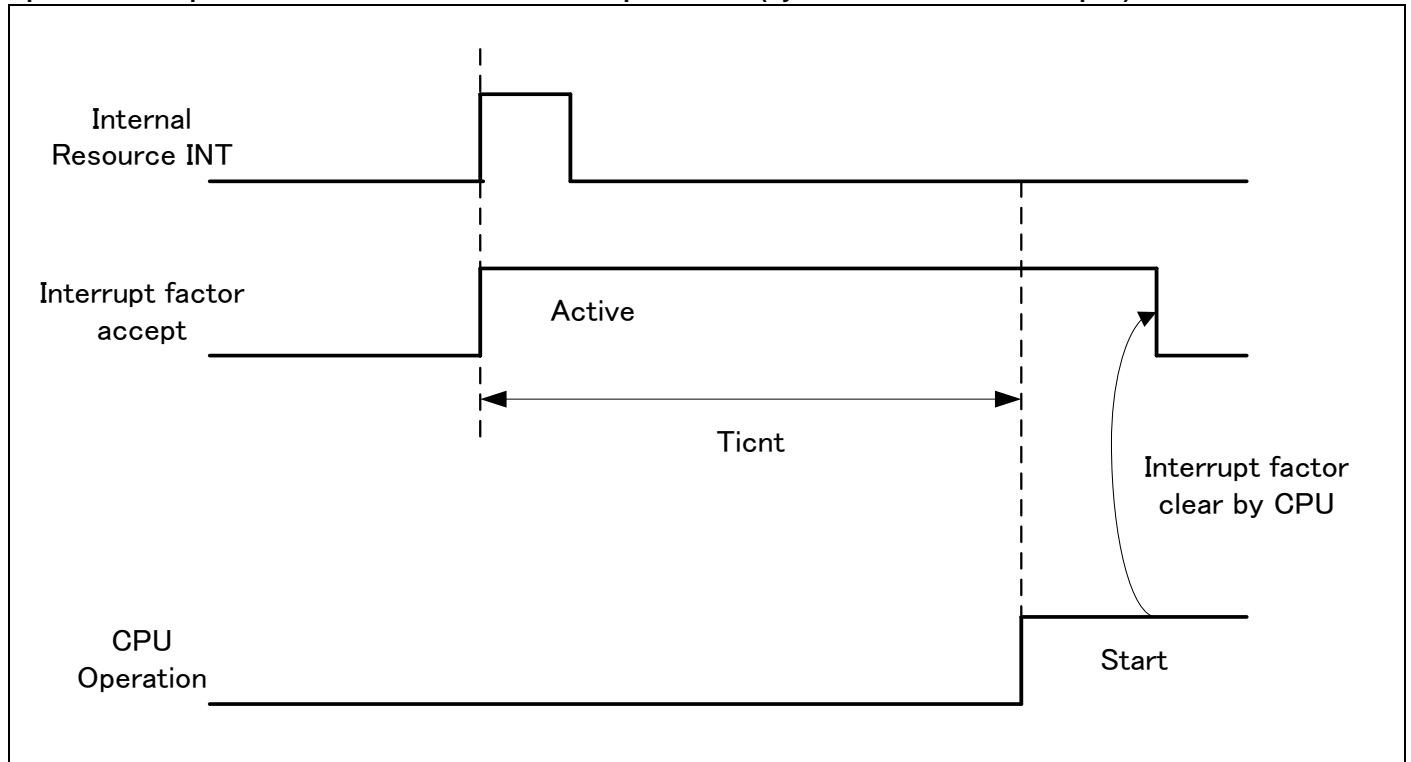 Internal
Resource INT
Interrupt factor
accept
Active
Ticnt
Interrupt factor
clear by CPU
CPU
Operation
Start